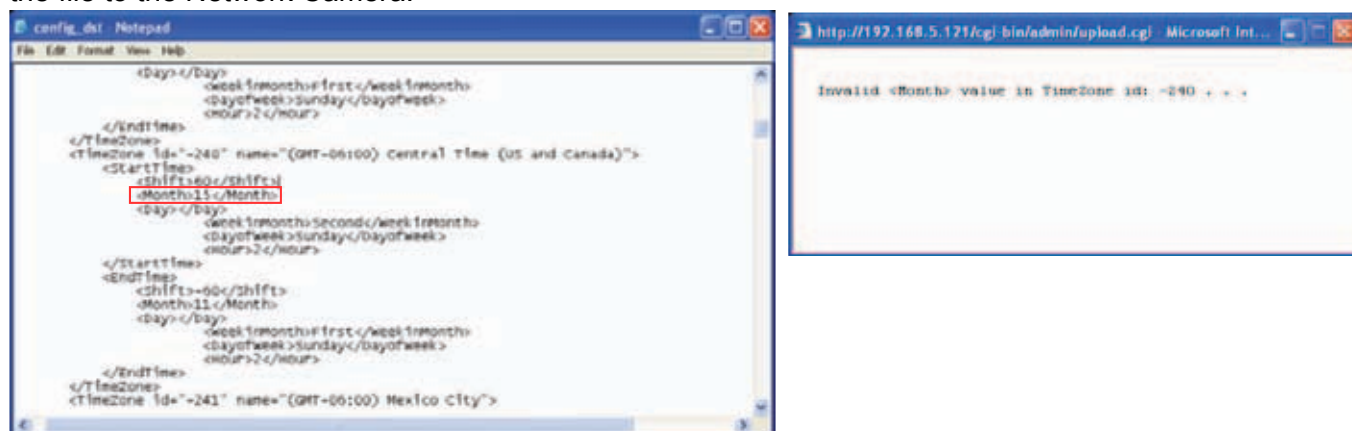 the file to the Network Camera.
config_dst - Notepad
File Edit Format View Help
<Day></Day>
<WeekInMonth>First</WeekInMonth>
<DayOfWeek>Sunday</DayOfWeek>
<Hour>2</Hour>
</EndTime>
</TimeZone>
<TimeZone id="-240" name="(GMT-06:00) Central Time (US and Canada)">
<StartTime>
<Shift>60</Shift>
<Month>15</Month>
<Day></Day>
<WeekInMonth>Second</WeekInMonth>
<DayOfWeek>Sunday</DayOfWeek>
<Hour>2</Hour>
</StartTime>
<EndTime>
<Shift>-60</Shift>
<Month>11</Month>
<Day></Day>
<WeekInMonth>First</WeekInMonth>
<DayOfWeek>Sunday</DayOfWeek>
<Hour>2</Hour>
</EndTime>
</TimeZone>
<TimeZone id="-241" name="(GMT-06:00) Mexico City">
http://192.168.5.121/cgi-bin/admin/upload.cgi - Microsoft Int...
Invalid <Month> value in TimeZone id: -240 . . .